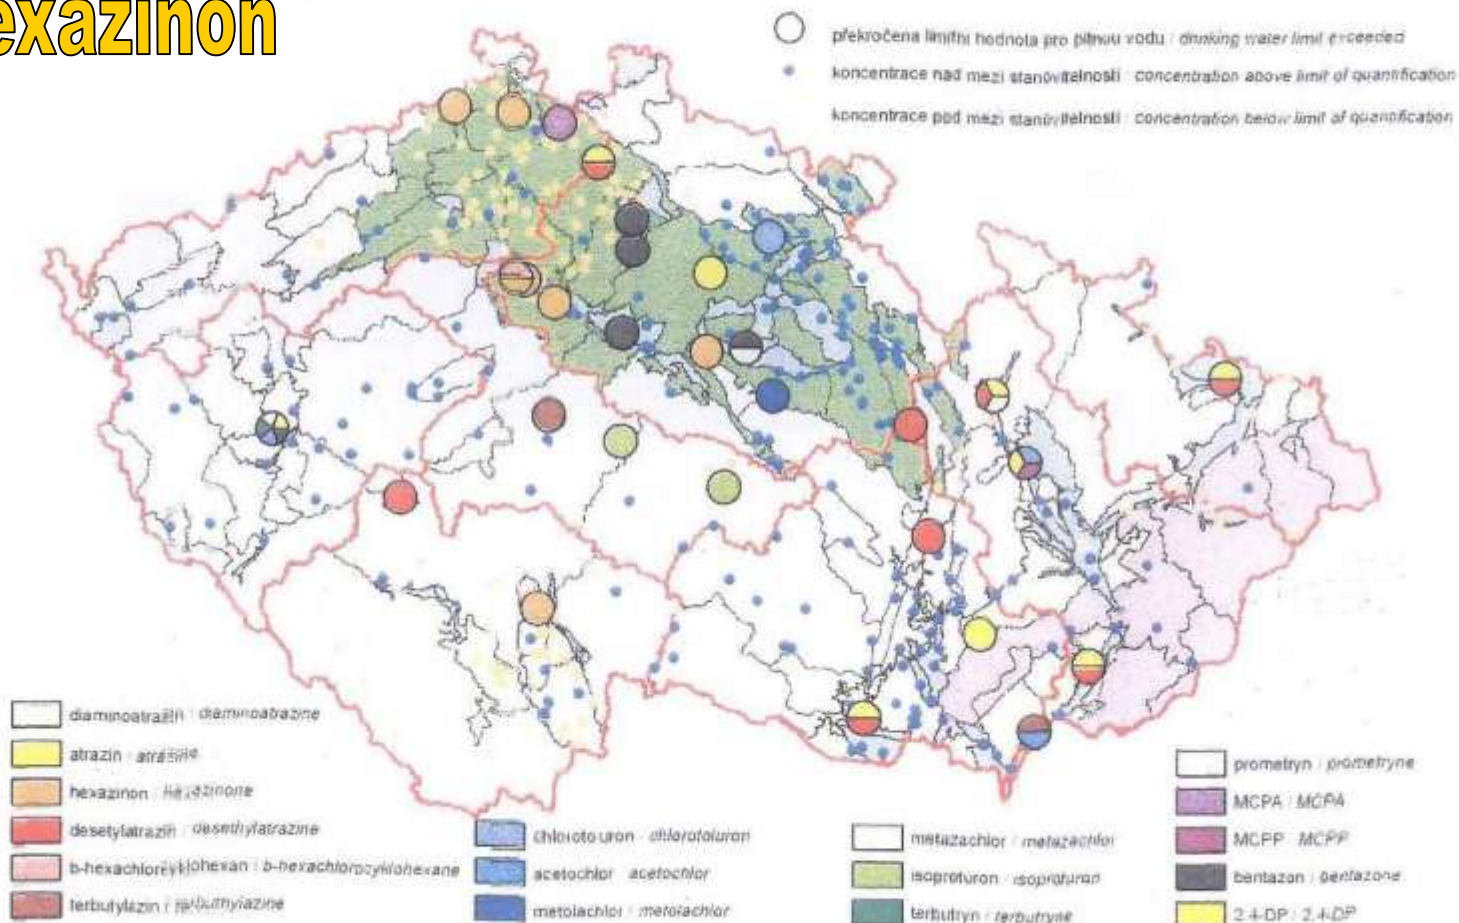 exazinon
překročena limitní hodnota pro pitnou vodu / drinking water limit exceeded
koncentrace nad mezí stanovitelnosti / concentration above limit of quantification
koncentrace pod mezí stanovitelnosti / concentration below limit of quantification
diaminoatrazin / diaminoatrazine
atrazin / atrazine
hexazinon / hexazinone
desetylatrazin / desethylatrazine
b-hexachlorcyklohexan / b-hexachlorozyklohexane
terbutylazin / terbuthylazine
chlorotoluron / chlorotoluron
acetochlor / acetochlor
metolachlor / metolachlor
metazachlor / metazachlor
isoproturon / isoproturon
terbutryn / terbutryne
prometryn / prometryne
MCPA / MCPA
MCPP / MCPP
bentazon / bentazone
2,4-DP / 2,4-DP